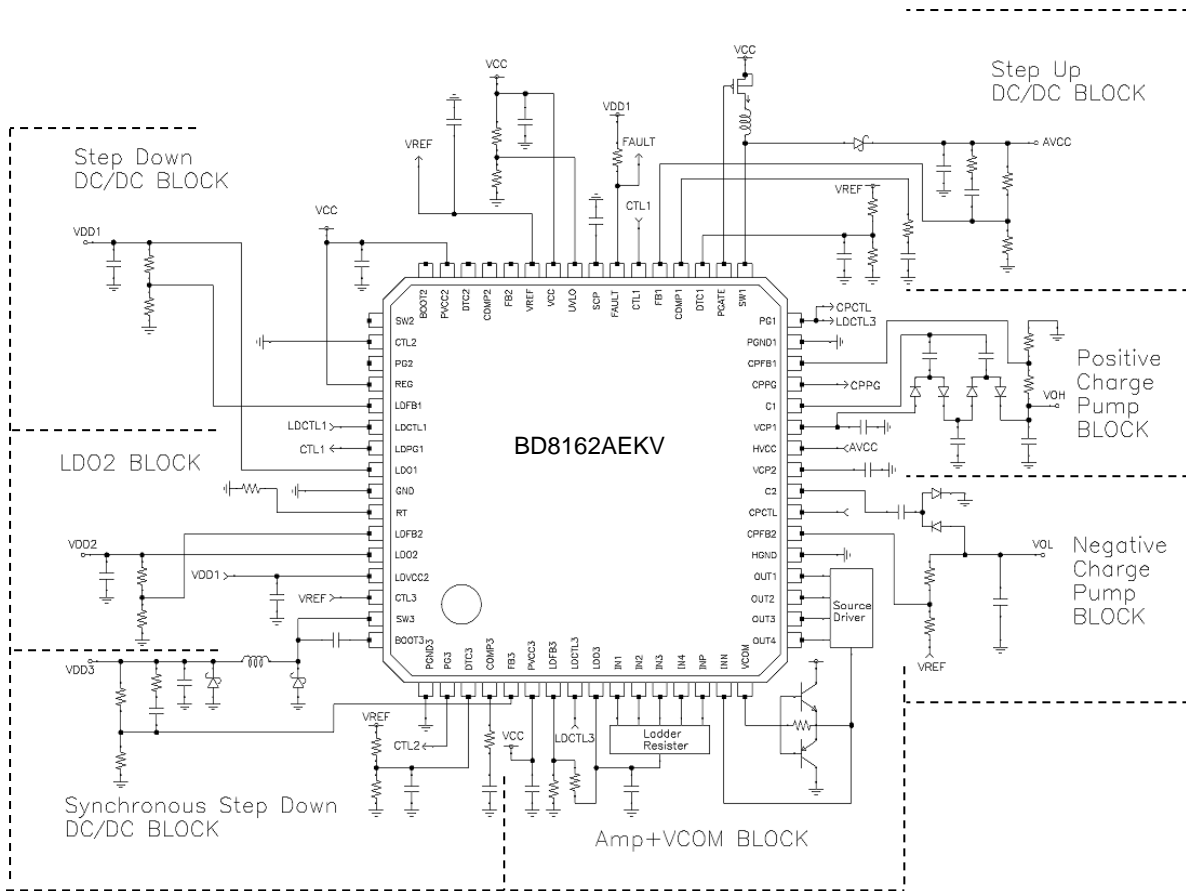 Step Up
DC/DC BLOCK
Step Down
DC/DC BLOCK
VCC
VCC
VDD1
FAULT
VREF
CTL1
VREF
AVCC
VCC
VDD1
BOOT2
PVCC2
DTC2
COMP2
FB2
VREF
VCC
UVLO
SCP
FAULT
CTL1
FB1
COMP1
DTC1
PGATE
SW1
SW2
CTL2
PG2
REG
LDFB1
LDCTL1
LDCTL1
CTL1
LDPG1
LDO1
GND
RT
LDFB2
VDD2
LDO2
VDD1
LDVCC2
VREF
CTL3
SW3
BOOT3
LDO2 BLOCK
BD8162AEKV
PG1
CPCTL
LDCTL3
PGND1
CPFB1
CPPG
CPPG
C1
VCP1
HVCC
AVCC
VCP2
C2
CPCTL
CPFB2
HGND
OUT1
OUT2
OUT3
OUT4
Source
Driver
VOH
Positive
Charge
Pump
BLOCK
VOL
Negative
Charge
Pump
BLOCK
VREF
PGND3
PG3
DTC3
COMP3
FB3
PVCC3
LDFB3
LDCTL3
LDO3
IN1
IN2
IN3
IN4
INP
INN
VCOM
VDD3
VREF
CTL2
VCC
LDCTL3
Lodder
Resister
Synchronous Step Down
DC/DC BLOCK
Amp+VCOM BLOCK